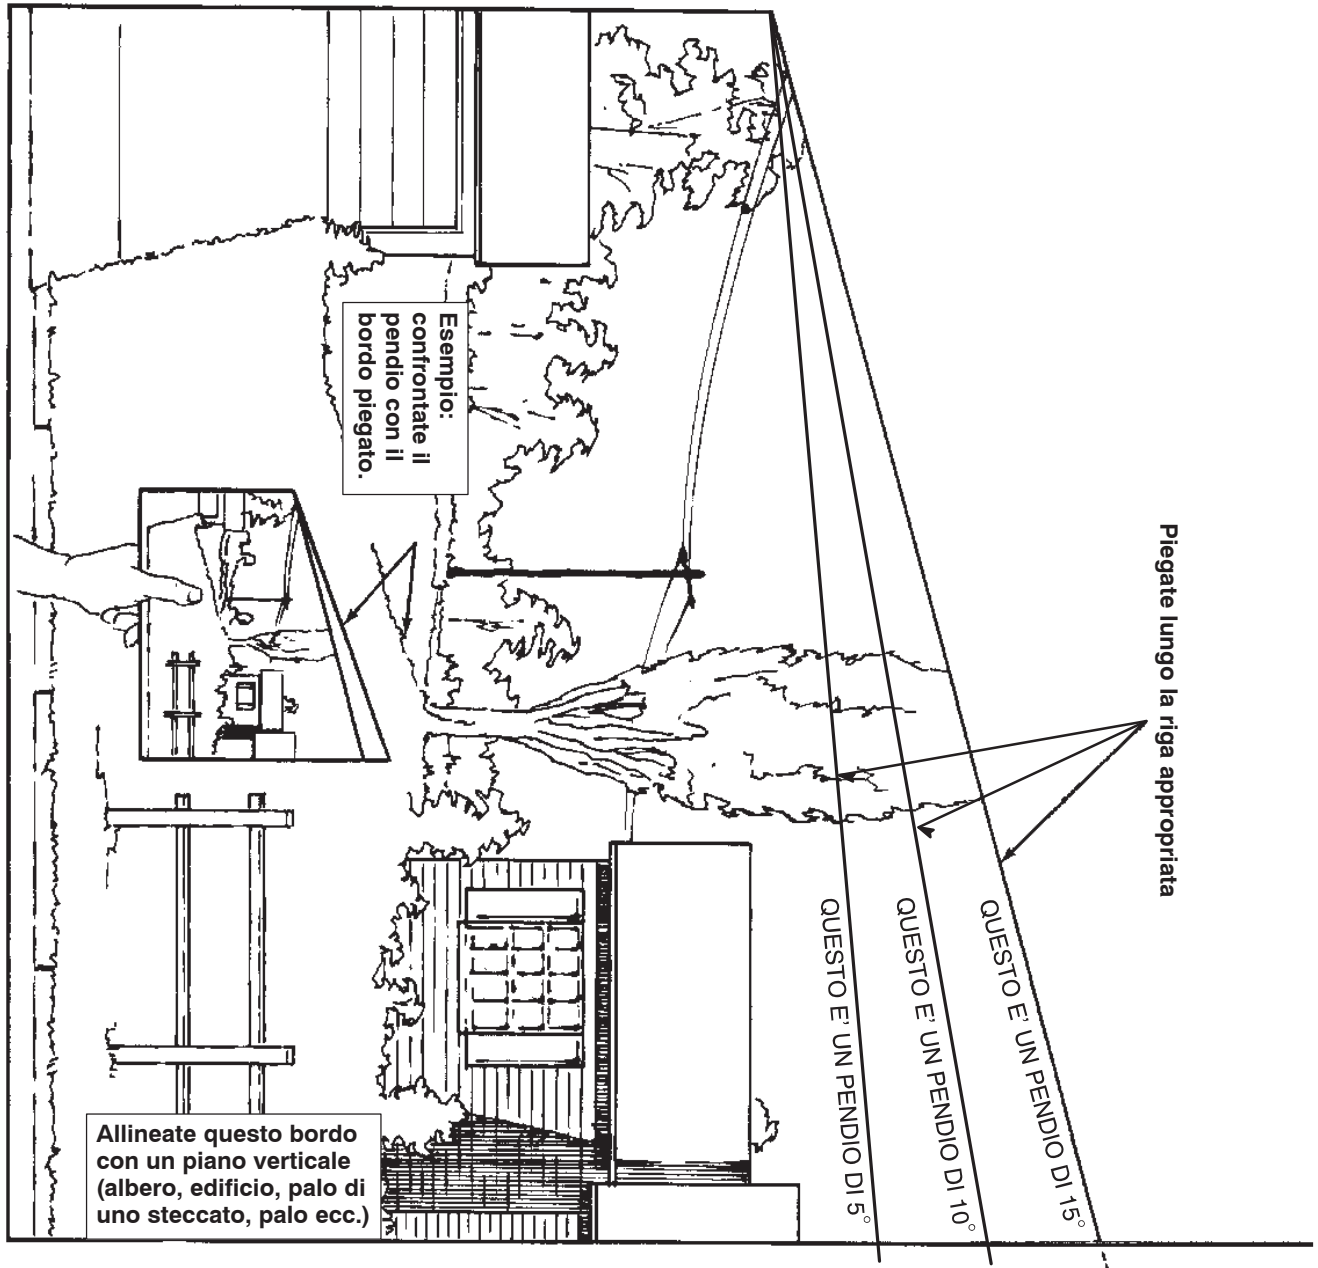 Piegate lungo la riga appropriata
QUESTO E' UN PENDIO DI 15°
QUESTO E' UN PENDIO DI 10°
QUESTO E' UN PENDIO DI 5°
Esempio:
confrontate il
pendio con il
bordo piegato.
Allineate questo bordo
con un piano verticale
(albero, edificio, palo di
uno steccato, palo ecc.)